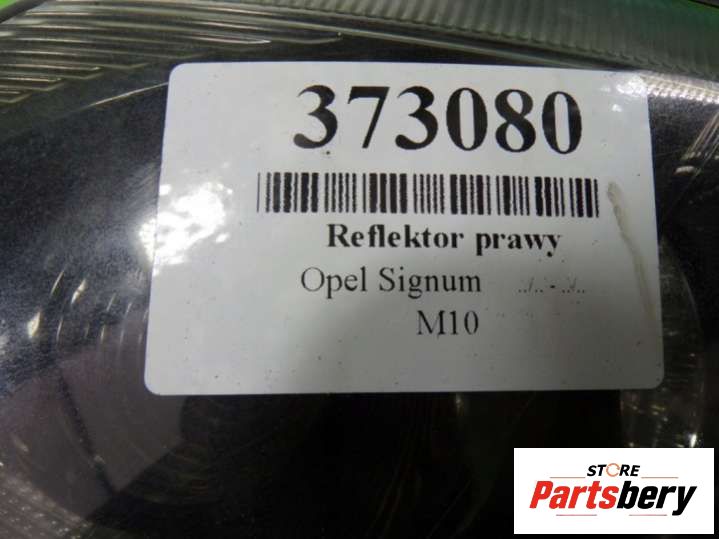 373080
Reflektor prawy
Opel Signum ../.. - ../..
M10
STORE
Partsbery